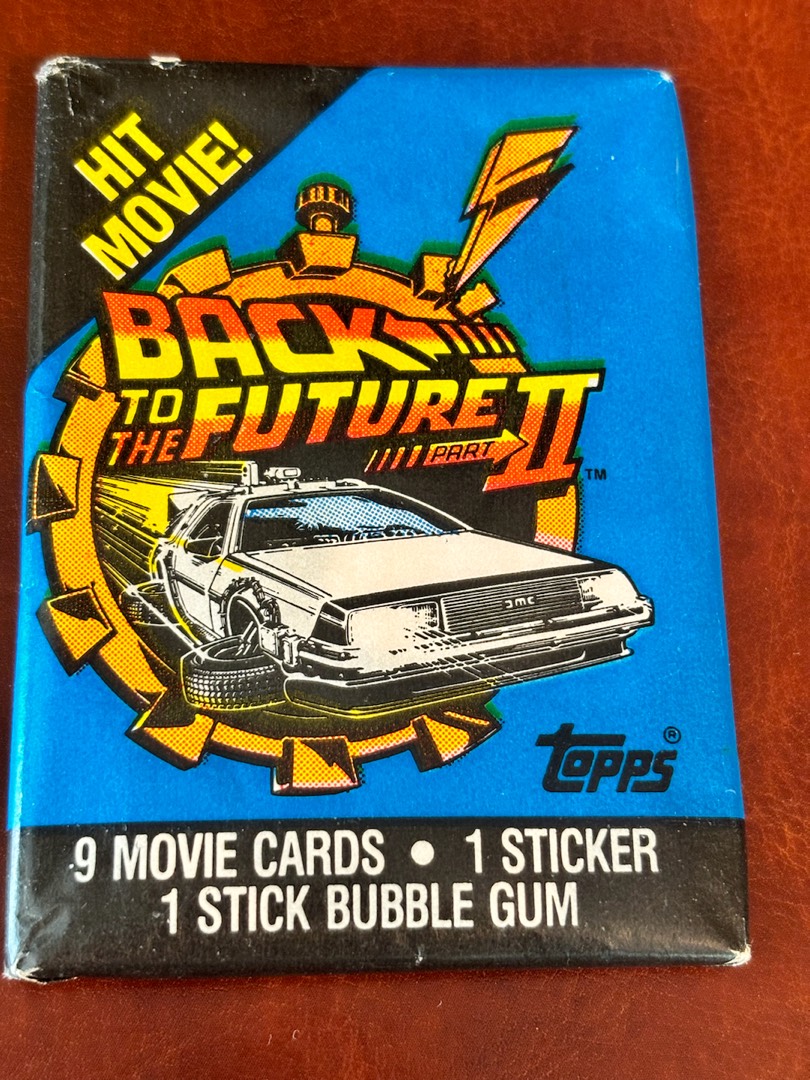 HIT
MOVIE!
BACK
TO
THE FUTURE
PART II
TM
DMC
topps®
9 MOVIE CARDS • 1 STICKER
1 STICK BUBBLE GUM